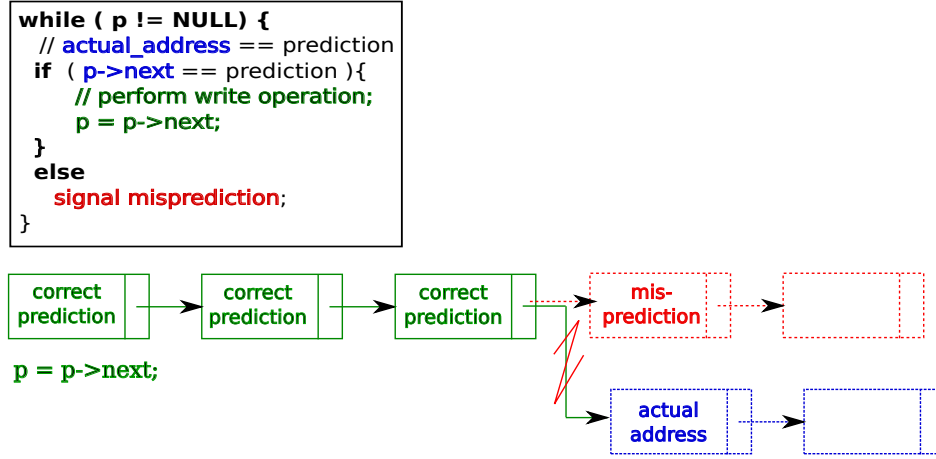 while ( p != NULL) {
// actual_address == prediction
if ( p->next == prediction ){
// perform write operation;
p = p->next;
}
else
signal misprediction;
}
correct
prediction
correct
prediction
correct
prediction
mis-
prediction
p = p->next;
actual
address